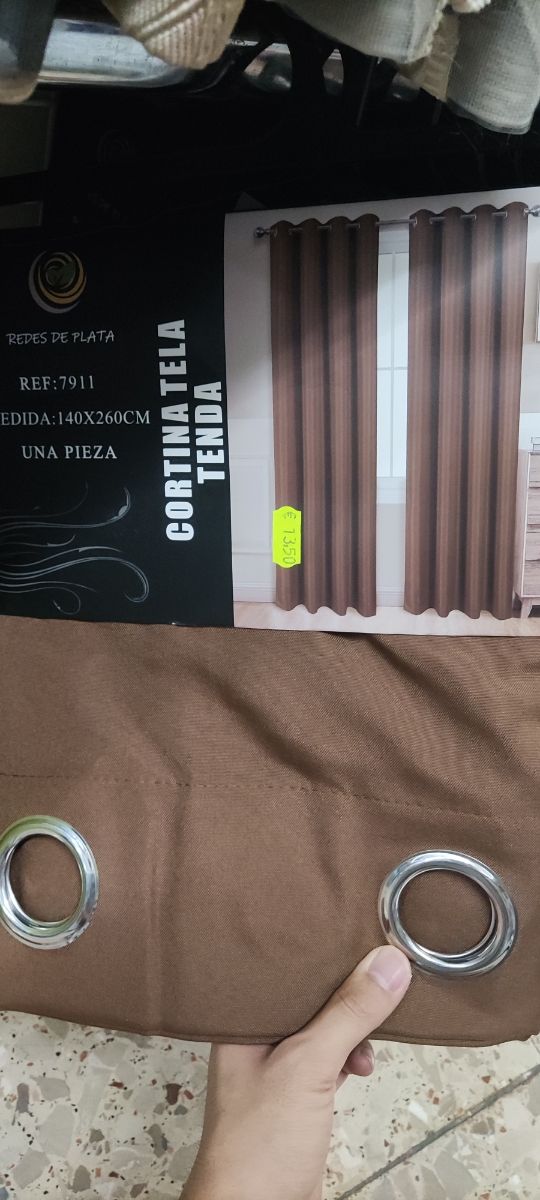 REDES DE PLATA
REF:7911
EDIDA:140X260CM
UNA PIEZA
CORTINA TELA
TENDA
€ 13,50